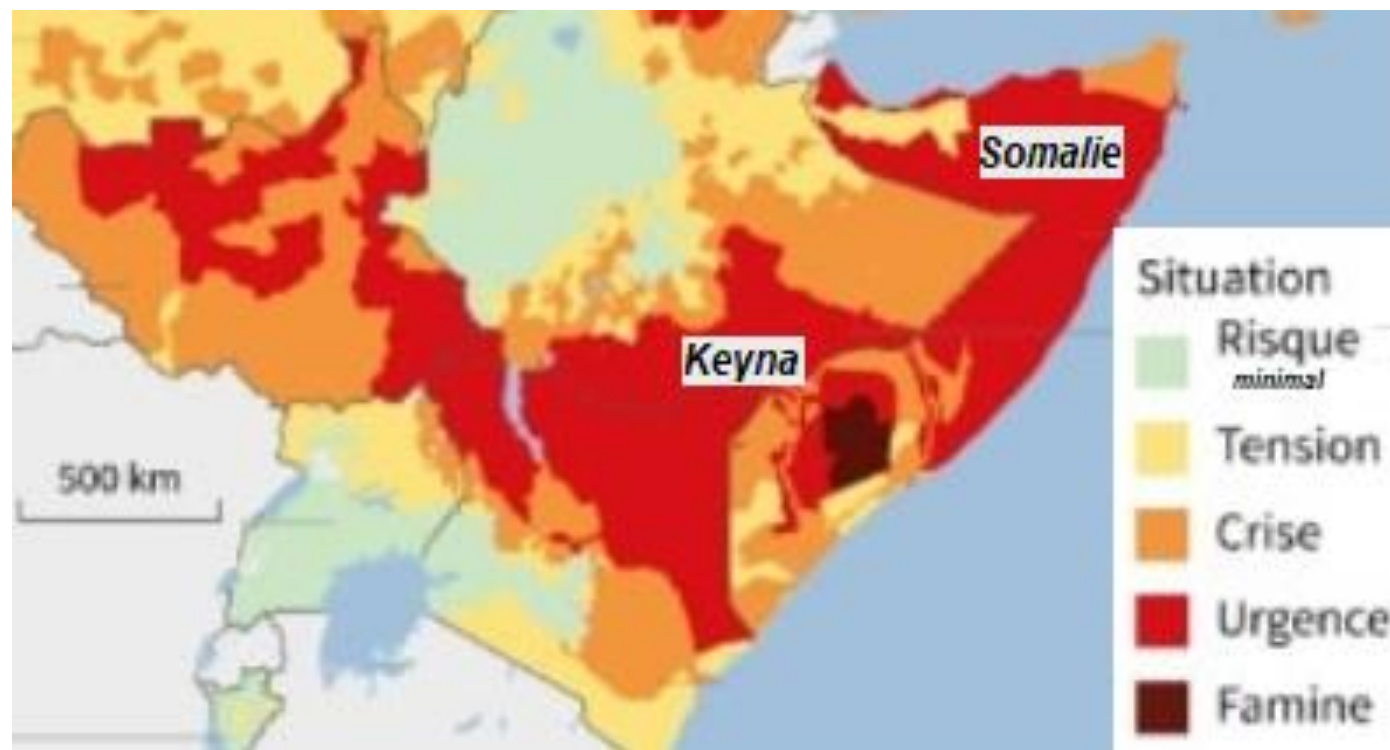 Somalie
Keyna
500 km
Situation
Risque
minimal
Tension
Crise
Urgence
Famine